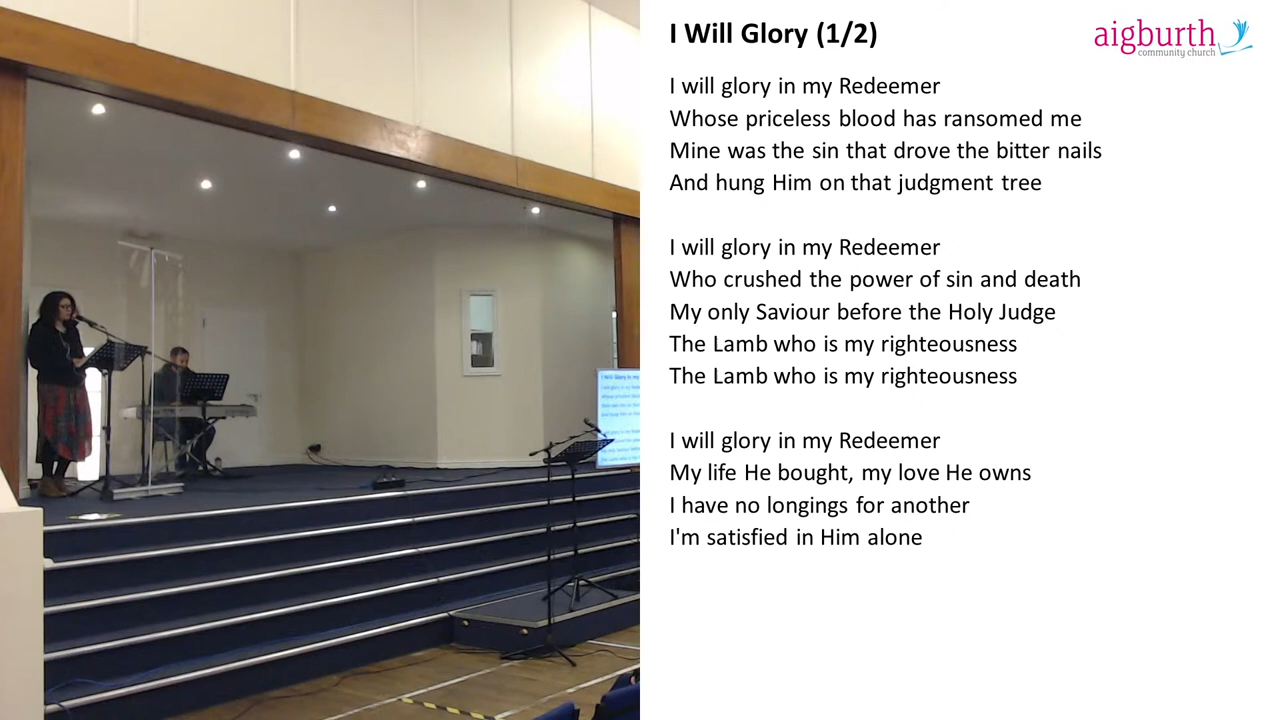 I Will Glory (1/2)
aigburth
community church
I will glory in my Redeemer
Whose priceless blood has ransomed me
Mine was the sin that drove the bitter nails
And hung Him on that judgment tree
I will glory in my Redeemer
Who crushed the power of sin and death
My only Saviour before the Holy Judge
The Lamb who is my righteousness
The Lamb who is my righteousness
I will glory in my Redeemer
My life He bought, my love He owns
I have no longings for another
I'm satisfied in Him alone
I Will Glory in my